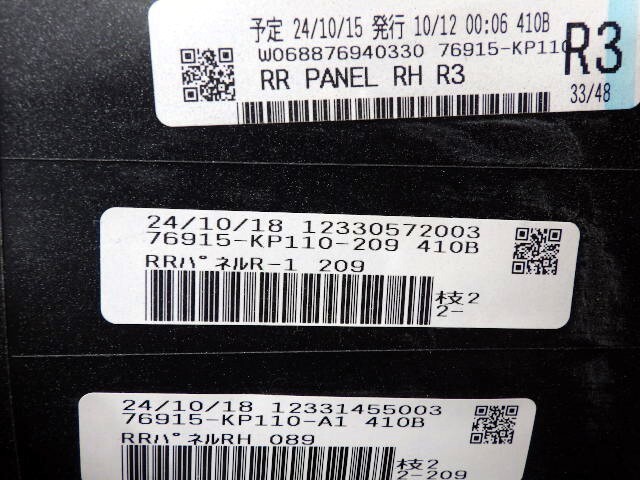 予定 24/10/15 発行 10/12 00:06 410B
W068876940330 76915-KP110
RR PANEL RH R3
R3
33/48
24/10/18 12330572003
76915-KP110-209 410B
RRパネルR-1 209
枝2
2-
24/10/18 12331455003
76915-KP110-A1 410B
RRパネルRH 089
枝2
2-209